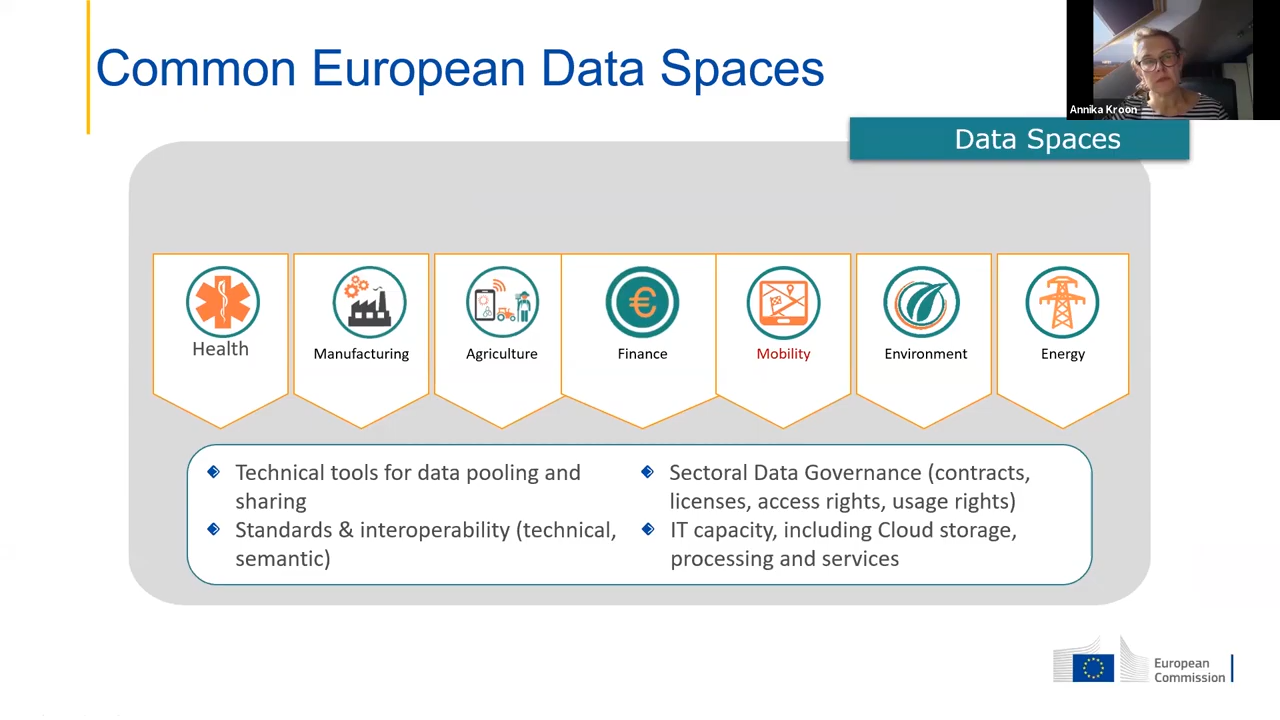 Common European Data Spaces
Annika Kroon
Data Spaces
€
Health
Manufacturing
Agriculture
Finance
Mobility
Environment
Energy
Technical tools for data pooling and
sharing
Standards & interoperability (technical,
semantic)
Sectoral Data Governance (contracts,
licenses, access rights, usage rights)
IT capacity, including Cloud storage,
processing and services
European
Commission